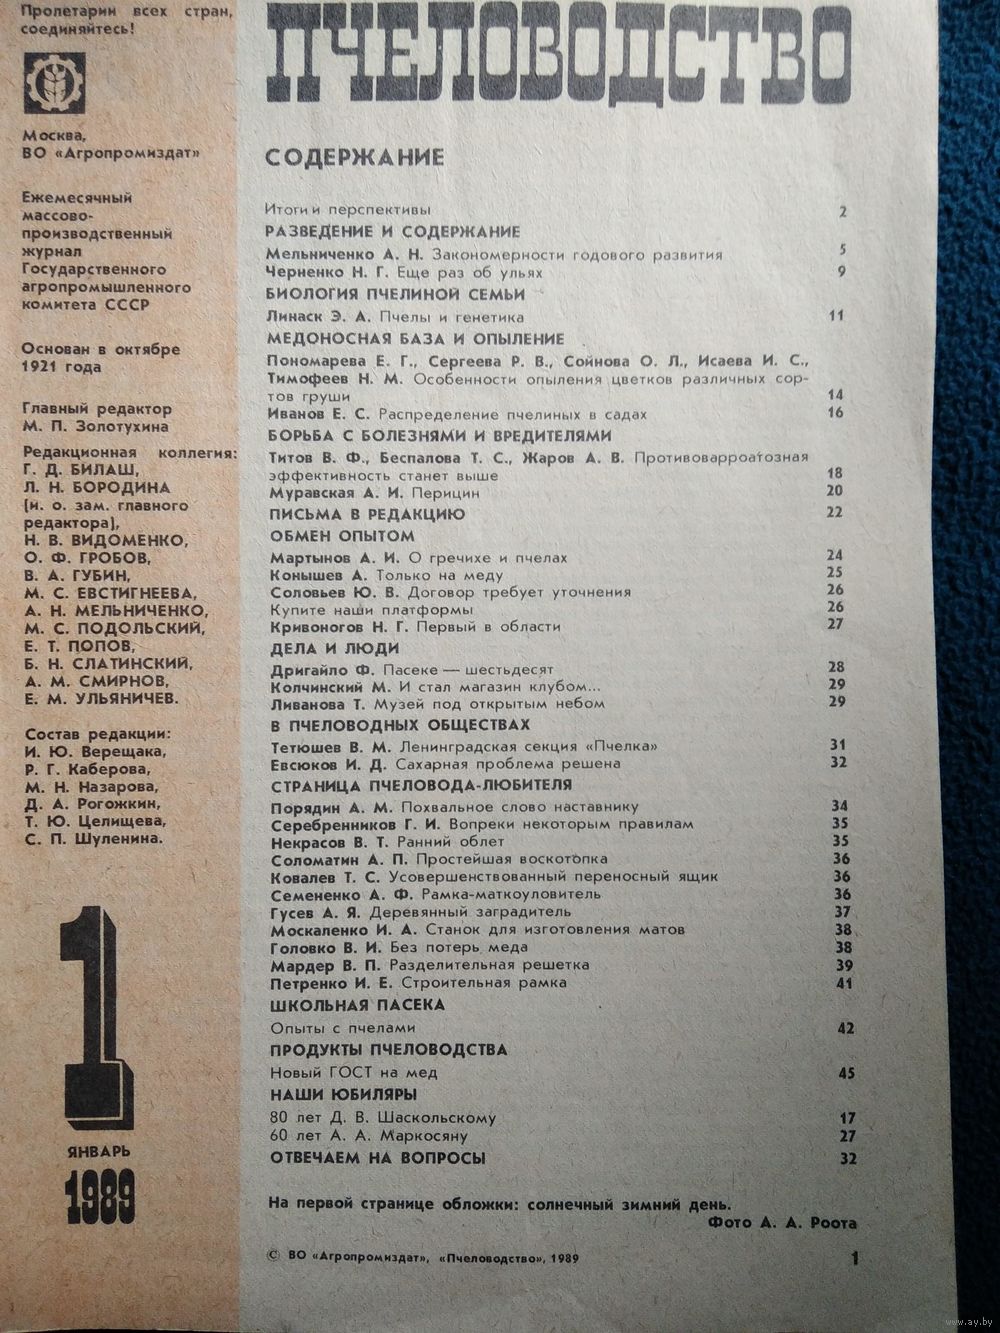 Пролетарии всех стран,
соединяйтесь!
Москва,
ВО «Агропромиздат»
Ежемесячный
массово-
производственный
журнал
Государственного
агропромышленного
комитета СССР
Основан в октябре
1921 года
Главный редактор
М. П. Золотухина
Редакционная коллегия:
Г. Д. БИЛАШ,
Л. Н. БОРОДИНА
(и. о. зам. главного
редактора),
Н. В. ВИДОМЕНКО,
О. Ф. ГРОБОВ,
В. А. ГУБИН,
М. С. ЕВСТИГНЕЕВА,
А. Н. МЕЛЬНИЧЕНКО,
М. С. ПОДОЛЬСКИЙ,
Е. Т. ПОПОВ,
Б. Н. СЛАТИНСКИЙ,
А. М. СМИРНОВ,
Е. М. УЛЬЯНИЧЕВ.
Состав редакции:
И. Ю. Верещака,
Р. Г. Каберова,
М. Н. Назарова,
Д. А. Рогожкин,
Т. Ю. Целищева,
С. П. Шуленина.
1
ЯНВАРЬ
1989
ПЧЕЛОВОДСТВО
СОДЕРЖАНИЕ
Итоги и перспективы 2
РАЗВЕДЕНИЕ И СОДЕРЖАНИЕ
Мельниченко А. Н. Закономерности годового развития 5
Черненко Н. Г. Еще раз об ульях 9
БИОЛОГИЯ ПЧЕЛИНОЙ СЕМЬИ
Линаск Э. А. Пчелы и генетика 11
МЕДОНОСНАЯ БАЗА И ОПЫЛЕНИЕ
Пономарева Е. Г., Сергеева Р. В., Сойнова О. Л., Исаева И. С.,
Тимофеев Н. М. Особенности опыления цветков различных сор-
тов груши 14
Иванов Е. С. Распределение пчелиных в садах 16
БОРЬБА С БОЛЕЗНЯМИ И ВРЕДИТЕЛЯМИ
Титов В. Ф., Беспалова Т. С., Жаров А. В. Противоварроатозная
эффективность станет выше 18
Муравская А. И. Перицин 20
ПИСЬМА В РЕДАКЦИЮ 22
ОБМЕН ОПЫТОМ
Мартынов А. И. О гречихе и пчелах 24
Конышев А. Только на меду 25
Соловьев Ю. В. Договор требует уточнения 26
Купите наши платформы 26
Кривоногов Н. Г. Первый в области 27
ДЕЛА И ЛЮДИ
Дригайло Ф. Пасеке — шестьдесят 28
Колчинский М. И стал магазин клубом... 29
Ливанова Т. Музей под открытым небом 29
В ПЧЕЛОВОДНЫХ ОБЩЕСТВАХ
Тетюшев В. М. Ленинградская секция «Пчелка» 31
Евсюков И. Д. Сахарная проблема решена 32
СТРАНИЦА ПЧЕЛОВОДА-ЛЮБИТЕЛЯ
Порядин А. М. Похвальное слово наставнику 34
Серебренников Г. И. Вопреки некоторым правилам 35
Некрасов В. Т. Ранний облет 35
Соломатин А. П. Простейшая воскотопка 36
Ковалев Т. С. Усовершенствованный переносный ящик 36
Семененко А. Ф. Рамка-маткоуловитель 36
Гусев А. Я. Деревянный заградитель 37
Москаленко И. А. Станок для изготовления матов 38
Головко В. И. Без потерь меда 38
Мардер В. П. Разделительная решетка 39
Петренко И. Е. Строительная рамка 41
ШКОЛЬНАЯ ПАСЕКА
Опыты с пчелами 42
ПРОДУКТЫ ПЧЕЛОВОДСТВА
Новый ГОСТ на мед 45
НАШИ ЮБИЛЯРЫ
80 лет Д. В. Шаскольскому 17
60 лет А. А. Маркосяну 27
ОТВЕЧАЕМ НА ВОПРОСЫ 32
На первой странице обложки: солнечный зимний день.
Фото А. А. Роота
© ВО «Агропромиздат», «Пчеловодство», 1989 1
www.ay.by